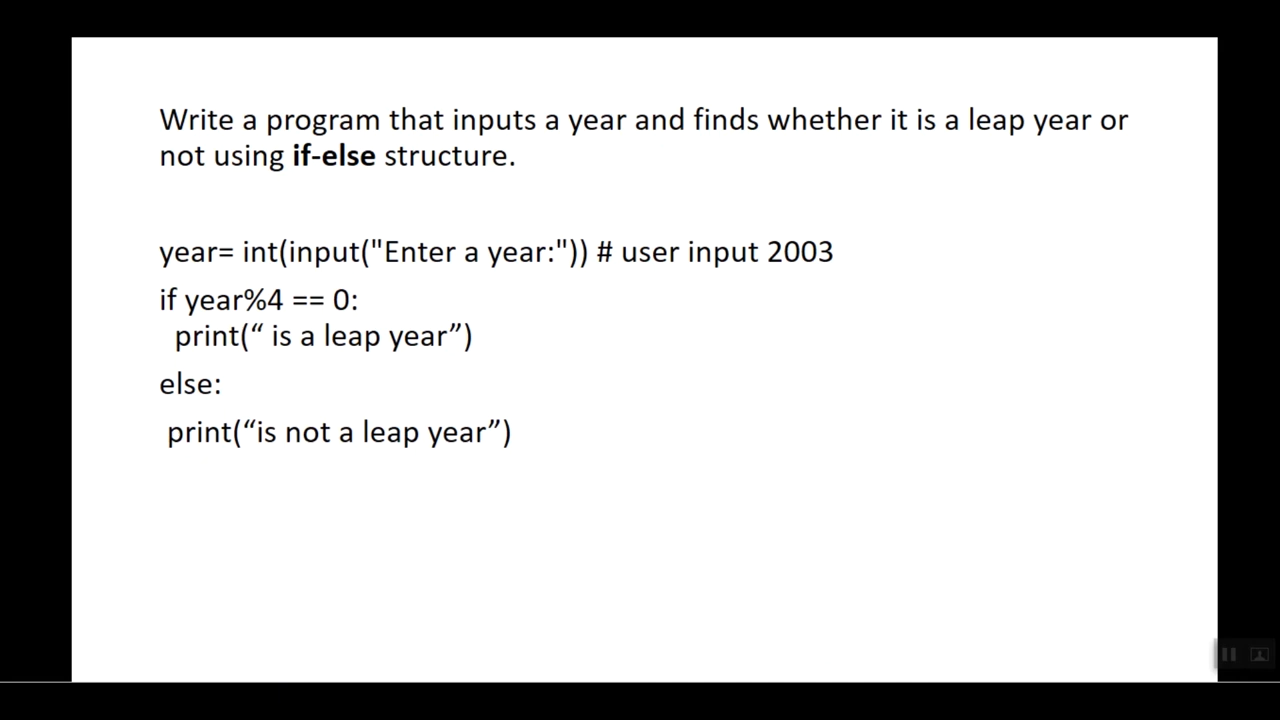 Write a program that inputs a year and finds whether it is a leap year or
not using if-else structure.
year= int(input("Enter a year:")) # user input 2003
if year%4 == 0:
print(“ is a leap year”)
else:
print(“is not a leap year”)